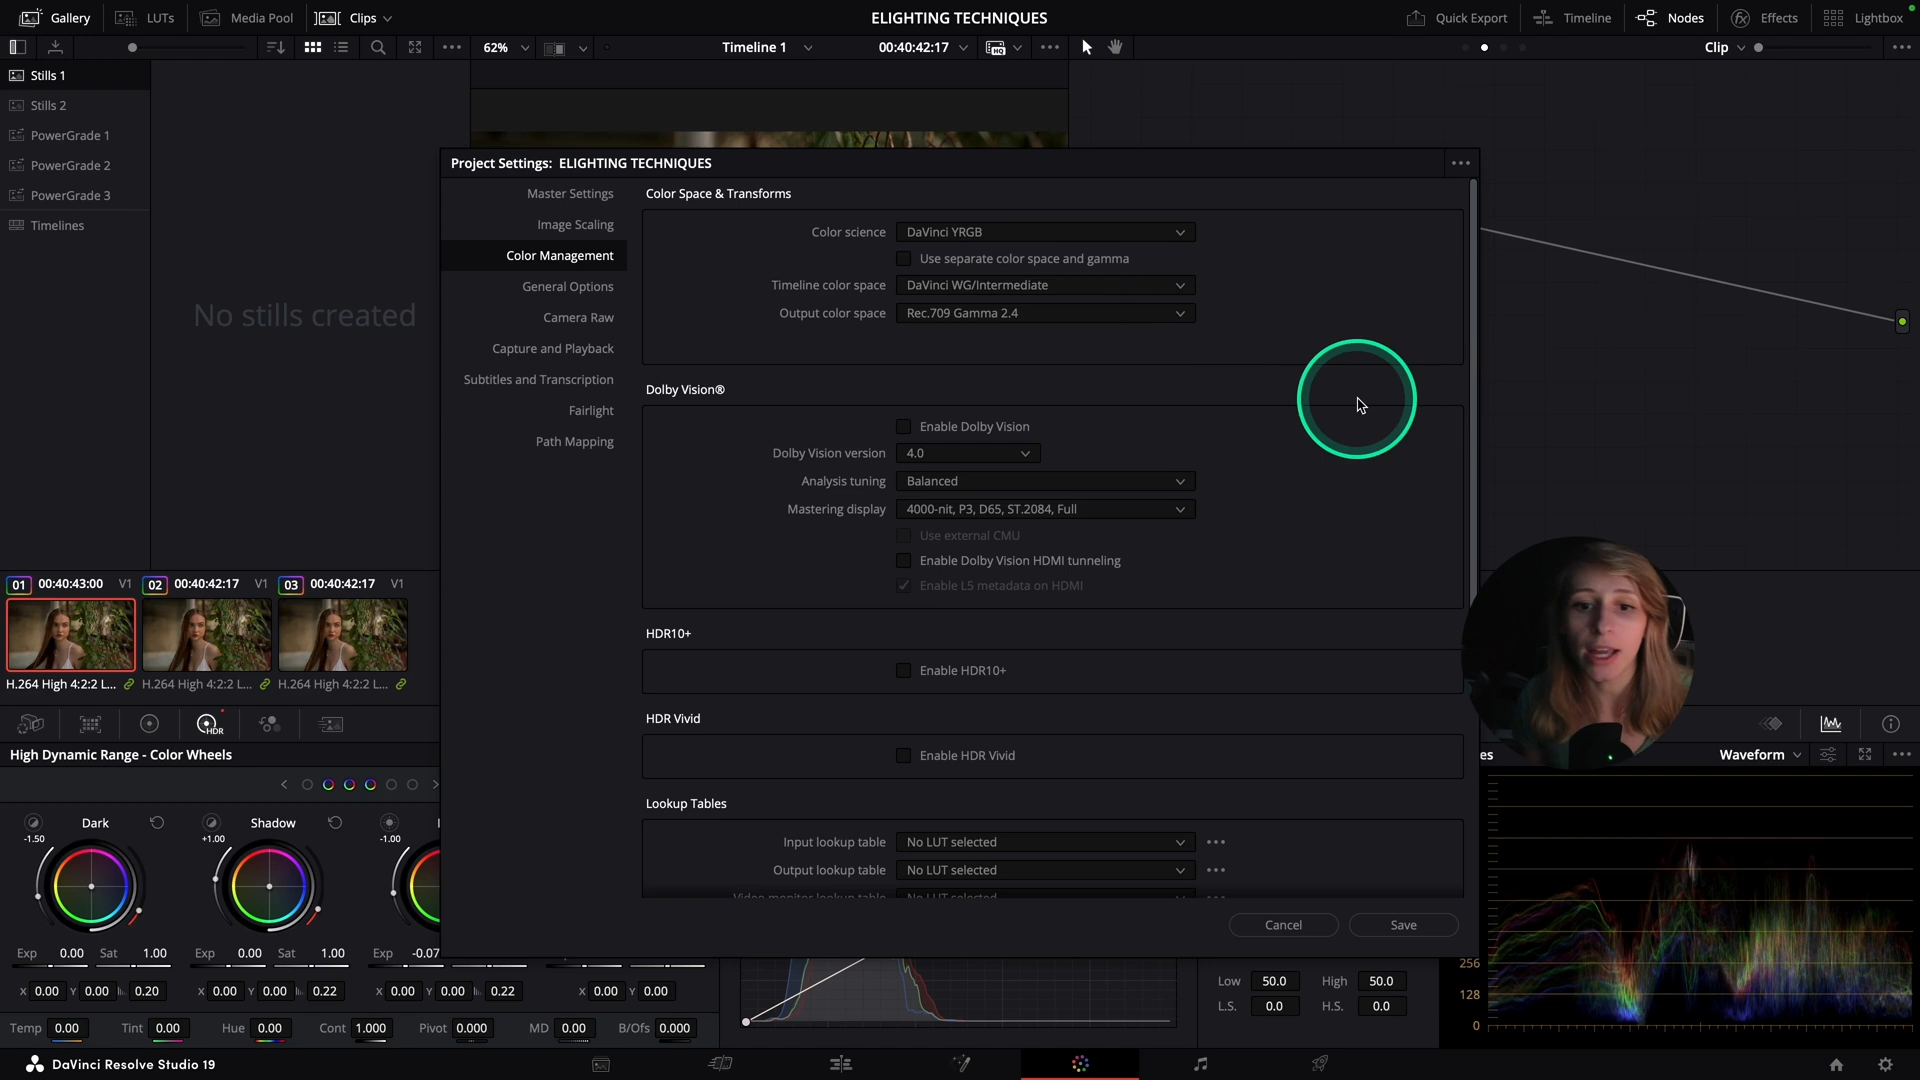 Gallery LUTs Media Pool Clips ELIGHTING TECHNIQUES Quick Export Timeline Nodes Effects Lightbox
62% Timeline 1 00:40:42:17 Clip
Stills 1
Stills 2
PowerGrade 1
PowerGrade 2
PowerGrade 3
Timelines
No stills created
Project Settings: ELIGHTING TECHNIQUES
Master Settings
Image Scaling
Color Management
General Options
Camera Raw
Capture and Playback
Subtitles and Transcription
Fairlight
Path Mapping
Color Space & Transforms
Color science DaVinci YRGB
Use separate color space and gamma
Timeline color space DaVinci WG/Intermediate
Output color space Rec.709 Gamma 2.4
Dolby Vision®
Enable Dolby Vision
Dolby Vision version 4.0
Analysis tuning Balanced
Mastering display 4000-nit, P3, D65, ST.2084, Full
Use external CMU
Enable Dolby Vision HDMI tunneling
Enable L5 metadata on HDMI
HDR10+
Enable HDR10+
HDR Vivid
Enable HDR Vivid
Lookup Tables
Input lookup table No LUT selected
Output lookup table No LUT selected
Video monitor lookup table No LUT selected
Cancel Save
01 00:40:43:00 V1 02 00:40:42:17 V1 03 00:40:42:17 V1
H.264 High 4:2:2 L... H.264 High 4:2:2 L... H.264 High 4:2:2 L...
HDR
High Dynamic Range - Color Wheels
es Waveform
Dark Shadow
-1.50 +1.00 -1.00
Exp 0.00 Sat 1.00 Exp 0.00 Sat 1.00 Exp -0.07
X 0.00 Y 0.00 0.20 X 0.00 Y 0.00 0.22 X 0.00 Y 0.00 0.22 X 0.00 Y 0.00
Temp 0.00 Tint 0.00 Hue 0.00 Cont 1.000 Pivot 0.000 MD 0.00 B/Ofs 0.000
Low 50.0 High 50.0
L.S. 0.0 H.S. 0.0
256
128
0
DaVinci Resolve Studio 19